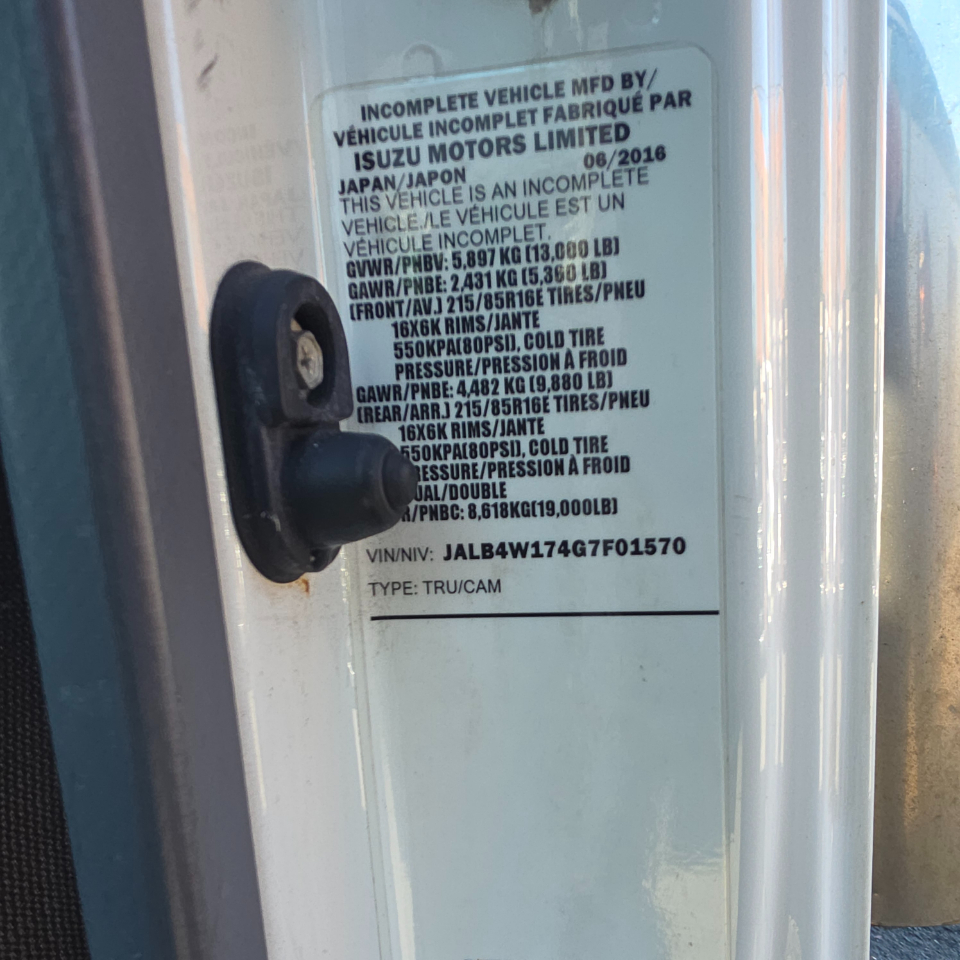 INCOMPLETE VEHICLE MFD BY/
VÉHICULE INCOMPLET FABRIQUÉ PAR
ISUZU MOTORS LIMITED
JAPAN/JAPON 06/2016
THIS VEHICLE IS AN INCOMPLETE
VEHICLE./LE VÉHICULE EST UN
VÉHICULE INCOMPLET.
GVWR/PNBV: 5,897 KG (13,000 LB)
GAWR/PNBE: 2,431 KG (5,360 LB)
(FRONT/AV.) 215/85R16E TIRES/PNEU
16X6K RIMS/JANTE
550KPA(80PSI), COLD TIRE
PRESSURE/PRESSION À FROID
GAWR/PNBE: 4,482 KG (9,880 LB)
(REAR/ARR.) 215/85R16E TIRES/PNEU
16X6K RIMS/JANTE
550KPA(80PSI), COLD TIRE
RESSURE/PRESSION À FROID
UAL/DOUBLE
R/PNBC: 8,618KG(19,000LB)
VIN/NIV: JALB4W174G7F01570
TYPE: TRU/CAM